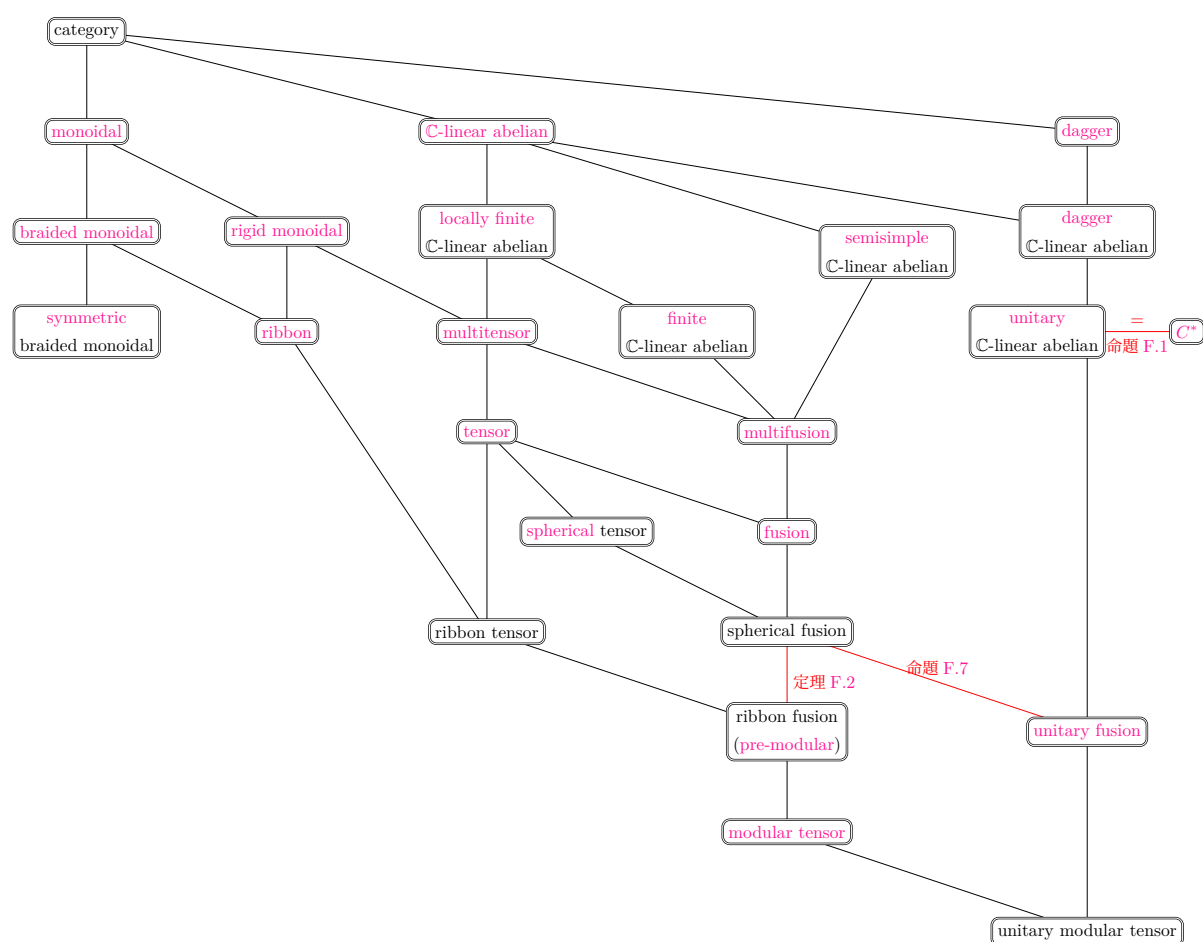 category
monoidal
ℂ-linear abelian
dagger
braided monoidal
rigid monoidal
locally finite
ℂ-linear abelian
semisimple
ℂ-linear abelian
dagger
ℂ-linear abelian
symmetric
braided monoidal
ribbon
multitensor
finite
ℂ-linear abelian
unitary
ℂ-linear abelian
=
命題 F.1
C*
tensor
multifusion
spherical tensor
fusion
ribbon tensor
spherical fusion
定理 F.2
命題 F.7
ribbon fusion
(pre-modular)
unitary fusion
modular tensor
unitary modular tensor